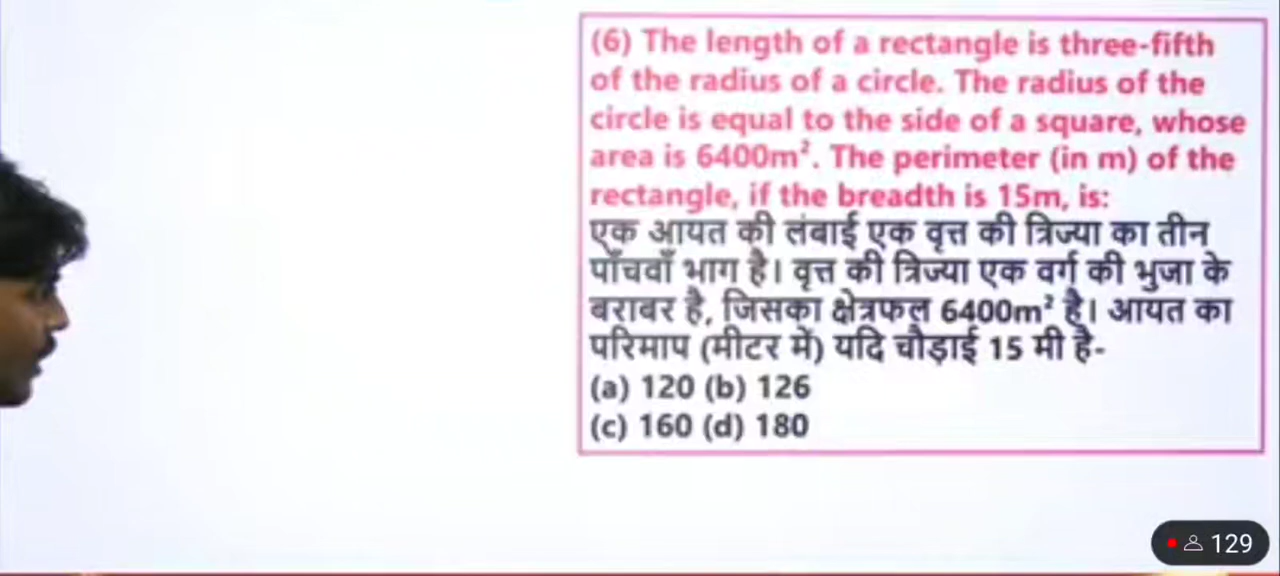 (6) The length of a rectangle is three-fifth
of the radius of a circle. The radius of the
circle is equal to the side of a square, whose
area is 6400m². The perimeter (in m) of the
rectangle, if the breadth is 15m, is:
एक आयत की लंबाई एक वृत्त की त्रिज्या का तीन
पाँचवाँ भाग है। वृत्त की त्रिज्या एक वर्ग की भुजा के
बराबर है, जिसका क्षेत्रफल 6400m² है। आयत का
परिमाप (मीटर में) यदि चौड़ाई 15 मी है-
(a) 120 (b) 126
(c) 160 (d) 180
129